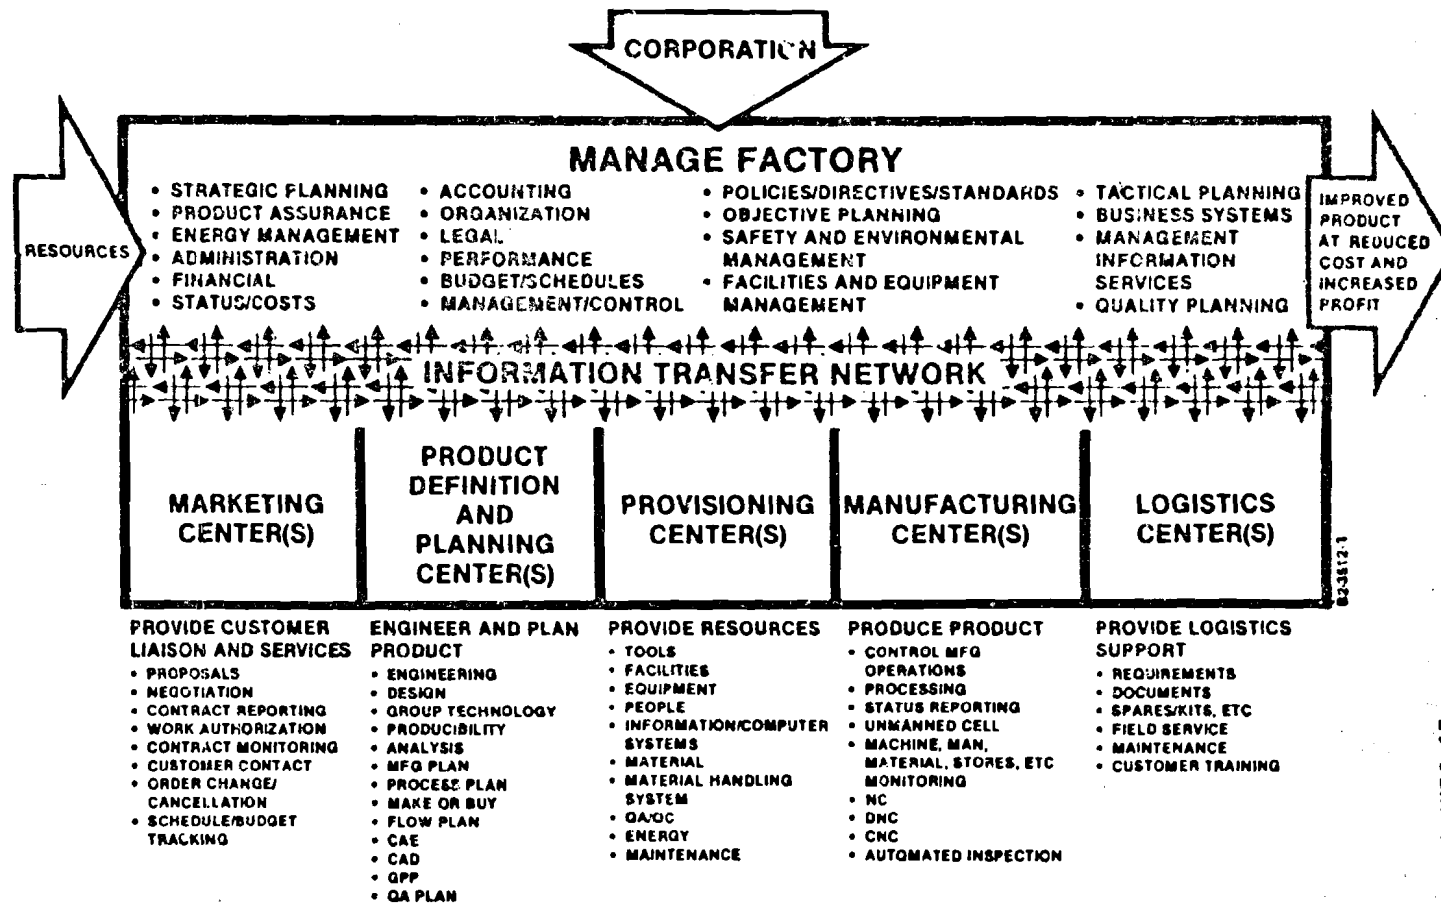 CORPORATION
RESOURCES
MANAGE FACTORY
• STRATEGIC PLANNING
• PRODUCT ASSURANCE
• ENERGY MANAGEMENT
• ADMINISTRATION
• FINANCIAL
• STATUS/COSTS
• ACCOUNTING
• ORGANIZATION
• LEGAL
• PERFORMANCE
• BUDGET/SCHEDULES
• MANAGEMENT/CONTROL
• POLICIES/DIRECTIVES/STANDARDS
• OBJECTIVE PLANNING
• SAFETY AND ENVIRONMENTAL
MANAGEMENT
• FACILITIES AND EQUIPMENT
MANAGEMENT
• TACTICAL PLANNING
• BUSINESS SYSTEMS
• MANAGEMENT
INFORMATION
SERVICES
• QUALITY PLANNING
IMPROVED
PRODUCT
AT REDUCED
COST AND
INCREASED
PROFIT
INFORMATION TRANSFER NETWORK
MARKETING
CENTER(S)
PRODUCT
DEFINITION
AND
PLANNING
CENTER(S)
PROVISIONING
CENTER(S)
MANUFACTURING
CENTER(S)
LOGISTICS
CENTER(S)
B2-3512-1
PROVIDE CUSTOMER
LIAISON AND SERVICES
• PROPOSALS
• NEGOTIATION
• CONTRACT REPORTING
• WORK AUTHORIZATION
• CONTRACT MONITORING
• CUSTOMER CONTACT
• ORDER CHANGE/
CANCELLATION
• SCHEDULE/BUDGET
TRACKING
ENGINEER AND PLAN
PRODUCT
• ENGINEERING
• DESIGN
• GROUP TECHNOLOGY
• PRODUCIBILITY
• ANALYSIS
• MFG PLAN
• PROCESS PLAN
• MAKE OR BUY
• FLOW PLAN
• CAE
• CAD
• GPP
• QA PLAN
PROVIDE RESOURCES
• TOOLS
• FACILITIES
• EQUIPMENT
• PEOPLE
• INFORMATION/COMPUTER
SYSTEMS
• MATERIAL
• MATERIAL HANDLING
SYSTEM
• QA/QC
• ENERGY
• MAINTENANCE
PRODUCE PRODUCT
• CONTROL MFG
OPERATIONS
• PROCESSING
• STATUS REPORTING
• UNMANNED CELL
• MACHINE, MAN,
MATERIAL, STORES, ETC
MONITORING
• NC
• DNC
• CNC
• AUTOMATED INSPECTION
PROVIDE LOGISTICS
SUPPORT
• REQUIREMENTS
• DOCUMENTS
• SPARES/KITS, ETC
• FIELD SERVICE
• MAINTENANCE
• CUSTOMER TRAINING